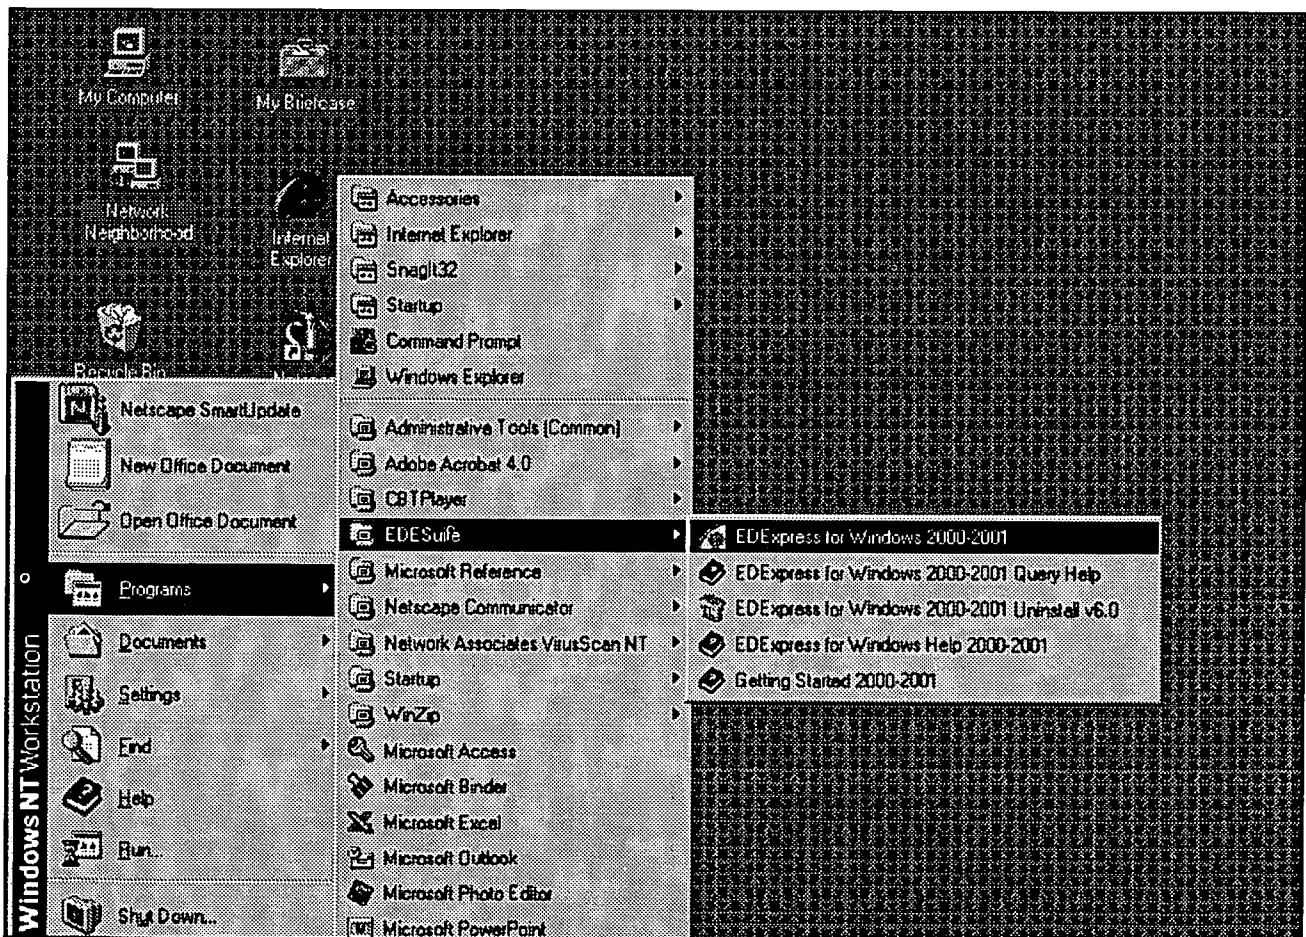 My Computer
My Briefcase
Network
Neighborhood
Internet
Explorer
Recycle Bin
Netscape SmartUpdate
New Office Document
Open Office Document
Programs
Documents
Settings
Find
Help
Run...
Shut Down...
Windows NT Workstation
Accessories
Internet Explorer
SnagIt32
Startup
Command Prompt
Windows Explorer
Administrative Tools (Common)
Adobe Acrobat 4.0
CBTPlayer
EDESuite
Microsoft Reference
Netscape Communicator
Network Associates VirusScan NT
Startup
WinZip
Microsoft Access
Microsoft Binder
Microsoft Excel
Microsoft Outlook
Microsoft Photo Editor
Microsoft PowerPoint
EDExpress for Windows 2000-2001
EDExpress for Windows 2000-2001 Query Help
EDExpress for Windows 2000-2001 Uninstall v6.0
EDExpress for Windows Help 2000-2001
Getting Started 2000-2001